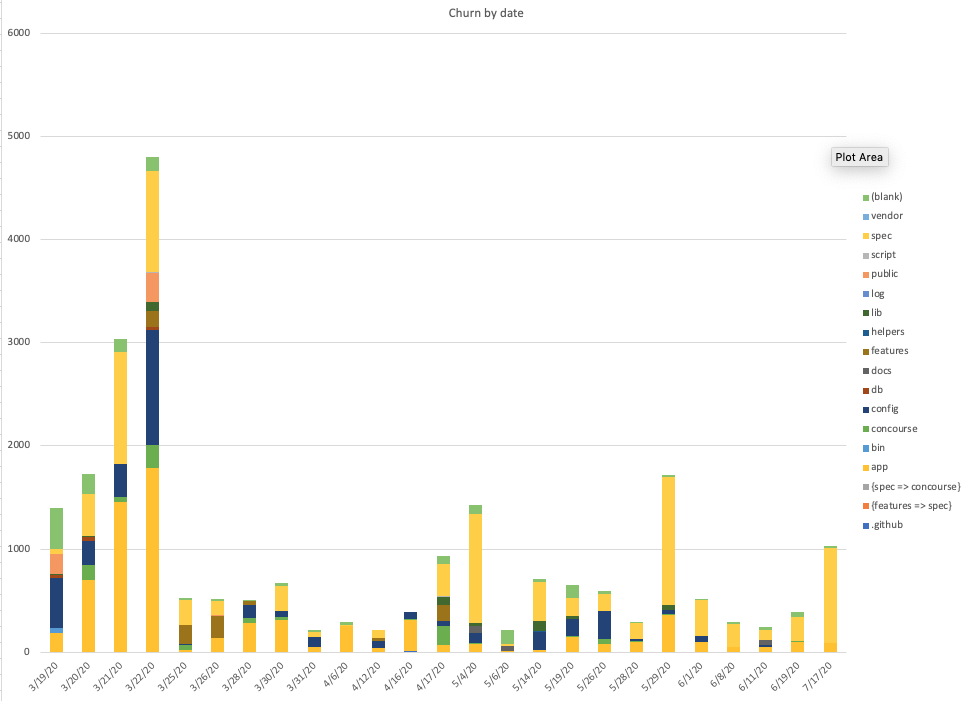 Churn by date
6000
5000
4000
3000
2000
1000
0
Plot Area
(blank)
vendor
spec
script
public
log
lib
helpers
features
docs
db
config
concourse
bin
app
{spec => concourse}
{features => spec}
.github
3/19/20
3/20/20
3/21/20
3/22/20
3/25/20
3/26/20
3/28/20
3/30/20
3/31/20
4/6/20
4/12/20
4/16/20
4/17/20
5/4/20
5/6/20
5/14/20
5/19/20
5/26/20
5/28/20
5/29/20
6/1/20
6/8/20
6/11/20
6/19/20
7/17/20